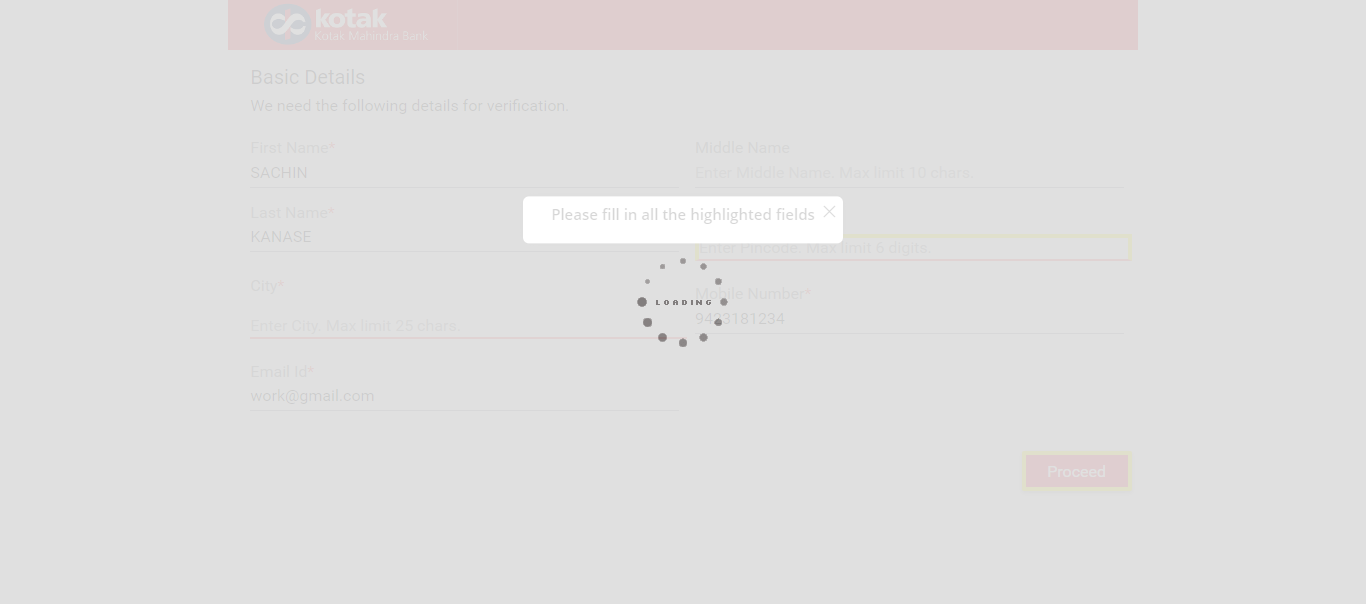 kotak
Kotak Mahindra Bank
Basic Details
We need the following details for verification.
First Name*
SACHIN
Middle Name
Enter Middle Name. Max limit 10 chars.
Last Name*
KANASE
Please fill in all the highlighted fields
Enter Pincode. Max limit 6 digits.
City*
Enter City. Max limit 25 chars
Mobile Number*
9423181234
LOADING
Email Id*
work@gmail.com
Proceed